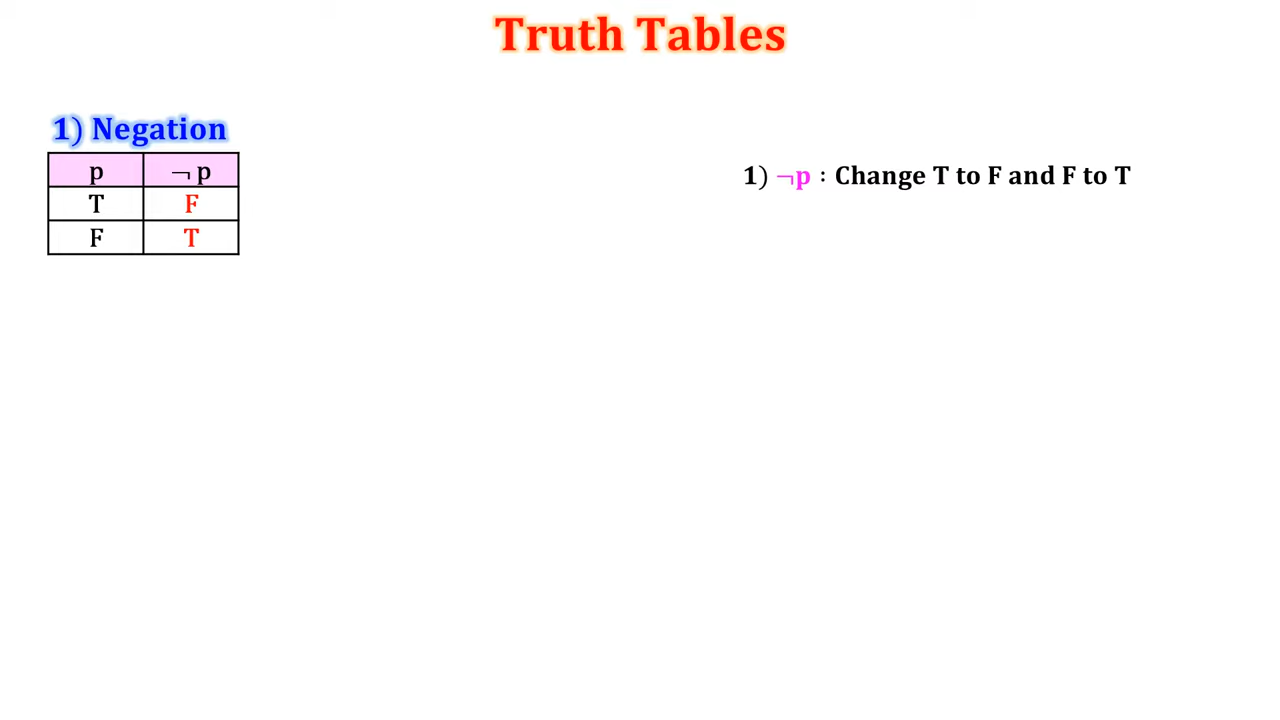 Truth Tables
1) Negation
p ¬ p
T F
F T
1) ¬p : Change T to F and F to T